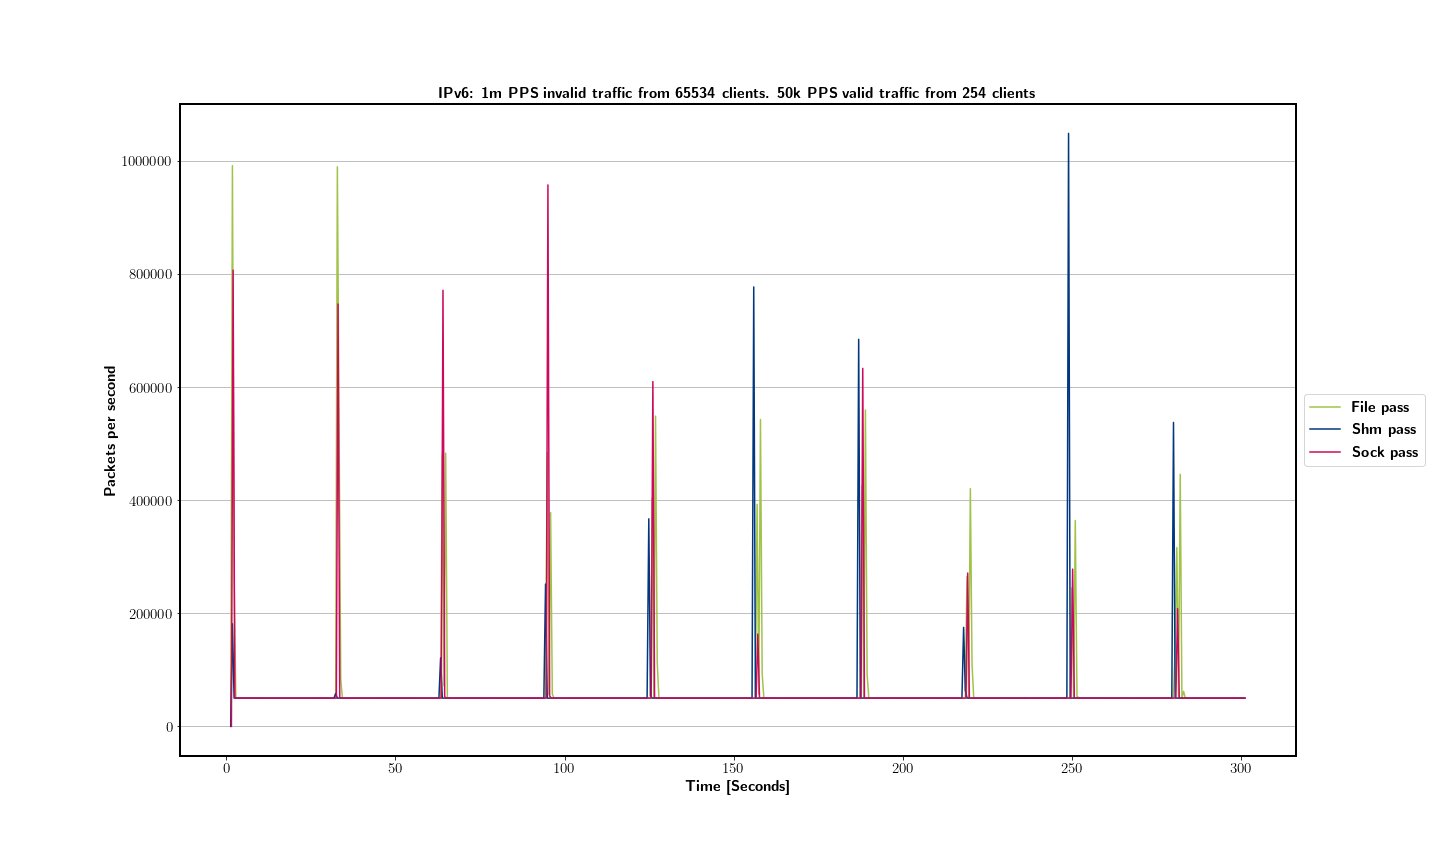 IPv6: 1m PPS invalid traffic from 65534 clients. 50k PPS valid traffic from 254 clients
1000000
800000
600000
400000
200000
0
Packets per second
0 50 100 150 200 250 300
Time [Seconds]
File pass
Shm pass
Sock pass